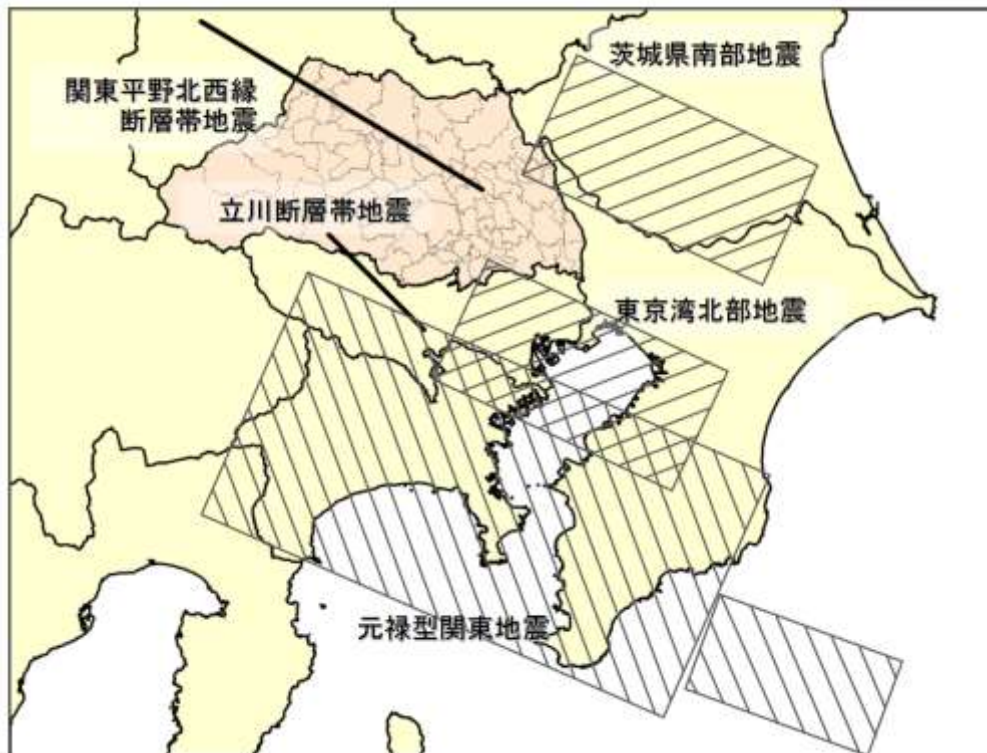 茨城県南部地震
関東平野北西縁
断層帯地震
立川断層帯地震
東京湾北部地震
元禄型関東地震